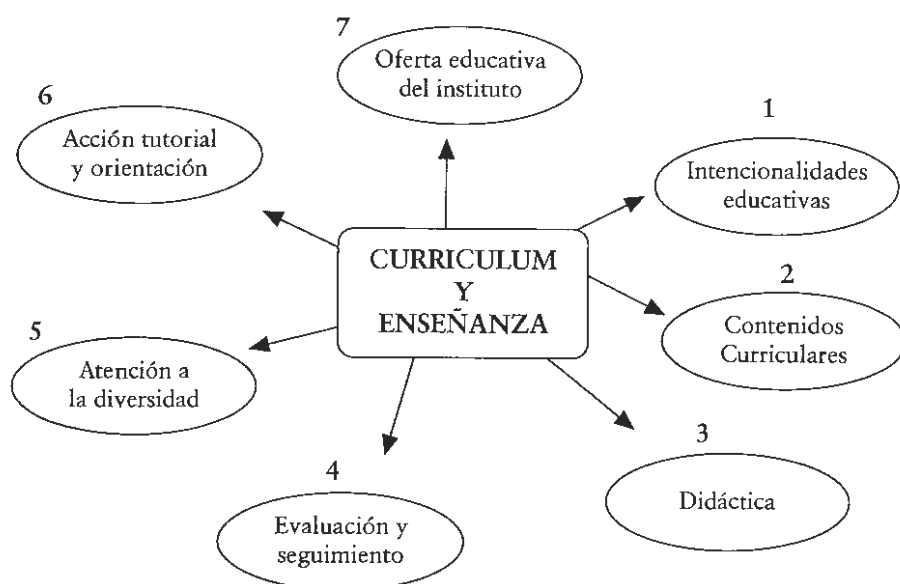 7
Oferta educativa
del instituto
6
Acción tutorial
y orientación
1
Intencionalidades
educativas
CURRICULUM
Y
ENSEÑANZA
2
Contenidos
Curriculares
5
Atención a
la diversidad
3
Didáctica
4
Evaluación y
seguimiento